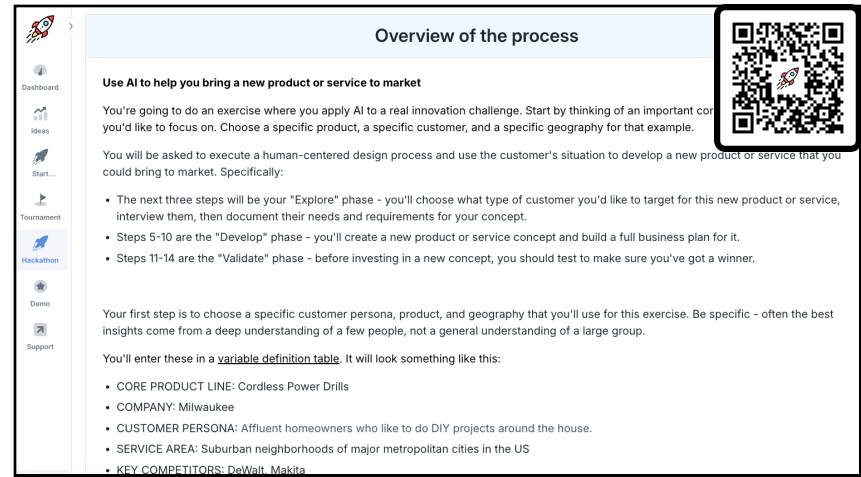 Overview of the process
Dashboard
Ideas
Start...
Tournament
Hackathon
Demo
Support
Use AI to help you bring a new product or service to market
You're going to do an exercise where you apply AI to a real innovation challenge. Start by thinking of an important
you'd like to focus on. Choose a specific product, a specific customer, and a specific geography for that example.
You will be asked to execute a human-centered design process and use the customer's situation to develop a new product or service that you
could bring to market. Specifically:
• The next three steps will be your "Explore" phase - you'll choose what type of customer you'd like to target for this new product or service,
interview them, then document their needs and requirements for your concept.
• Steps 5-10 are the "Develop" phase - you'll create a new product or service concept and build a full business plan for it.
• Steps 11-14 are the "Validate" phase - before investing in a new concept, you should test to make sure you've got a winner.
Your first step is to choose a specific customer persona, product, and geography that you'll use for this exercise. Be specific - often the best
insights come from a deep understanding of a few people, not a general understanding of a large group.
You'll enter these in a variable definition table. It will look something like this:
• CORE PRODUCT LINE: Cordless Power Drills
• COMPANY: Milwaukee
• CUSTOMER PERSONA: Affluent homeowners who like to do DIY projects around the house.
• SERVICE AREA: Suburban neighborhoods of major metropolitan cities in the US
• KEY COMPETITORS: DeWalt, Makita